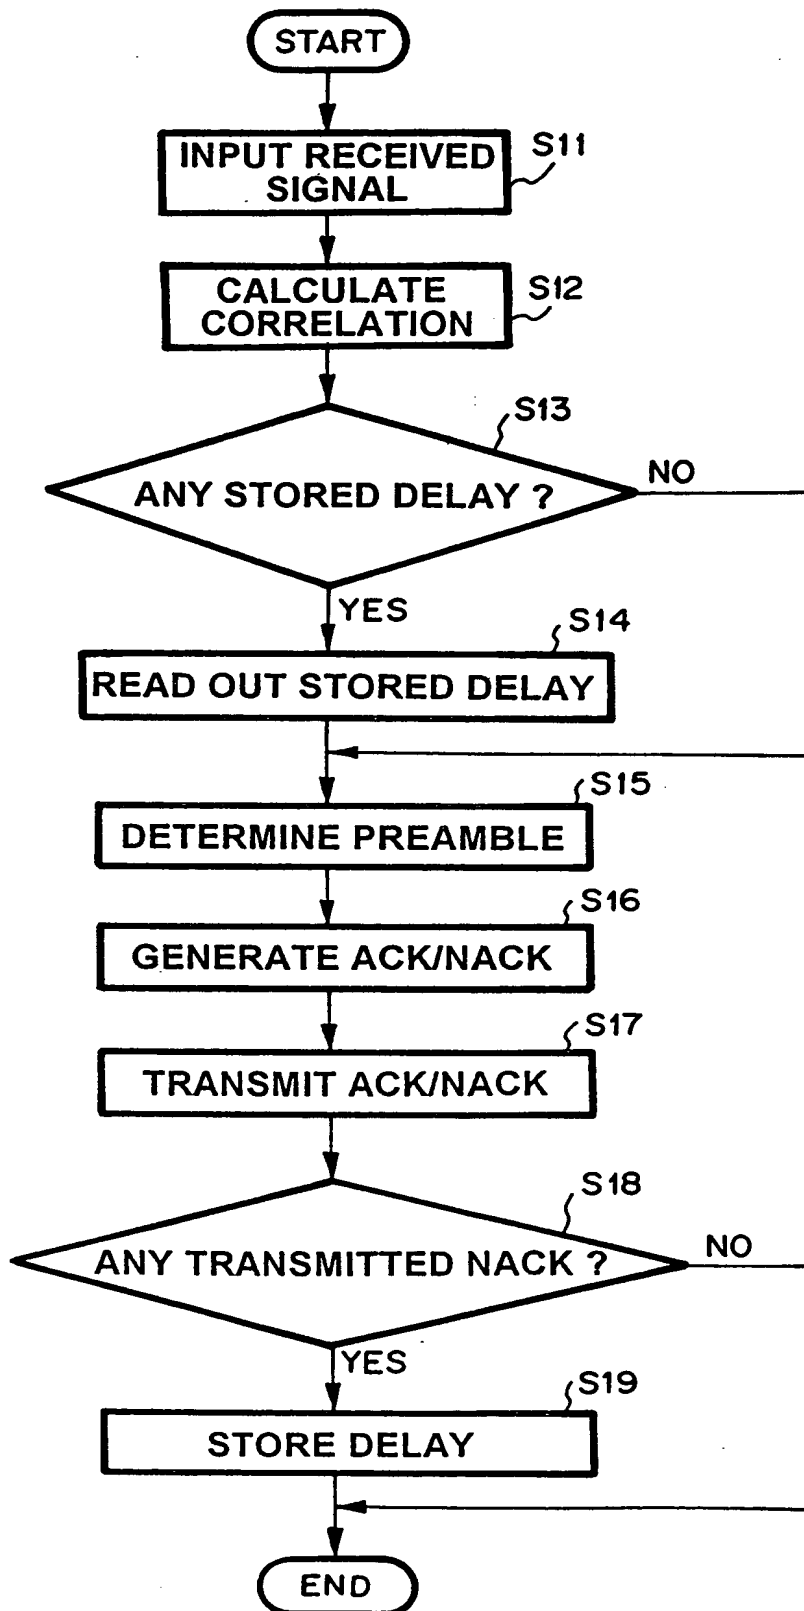 START
INPUT RECEIVED
SIGNAL
S11
CALCULATE
CORRELATION
S12
S13
ANY STORED DELAY ?
NO
YES
S14
READ OUT STORED DELAY
S15
DETERMINE PREAMBLE
S16
GENERATE ACK/NACK
S17
TRANSMIT ACK/NACK
S18
ANY TRANSMITTED NACK ?
NO
YES
S19
STORE DELAY
END